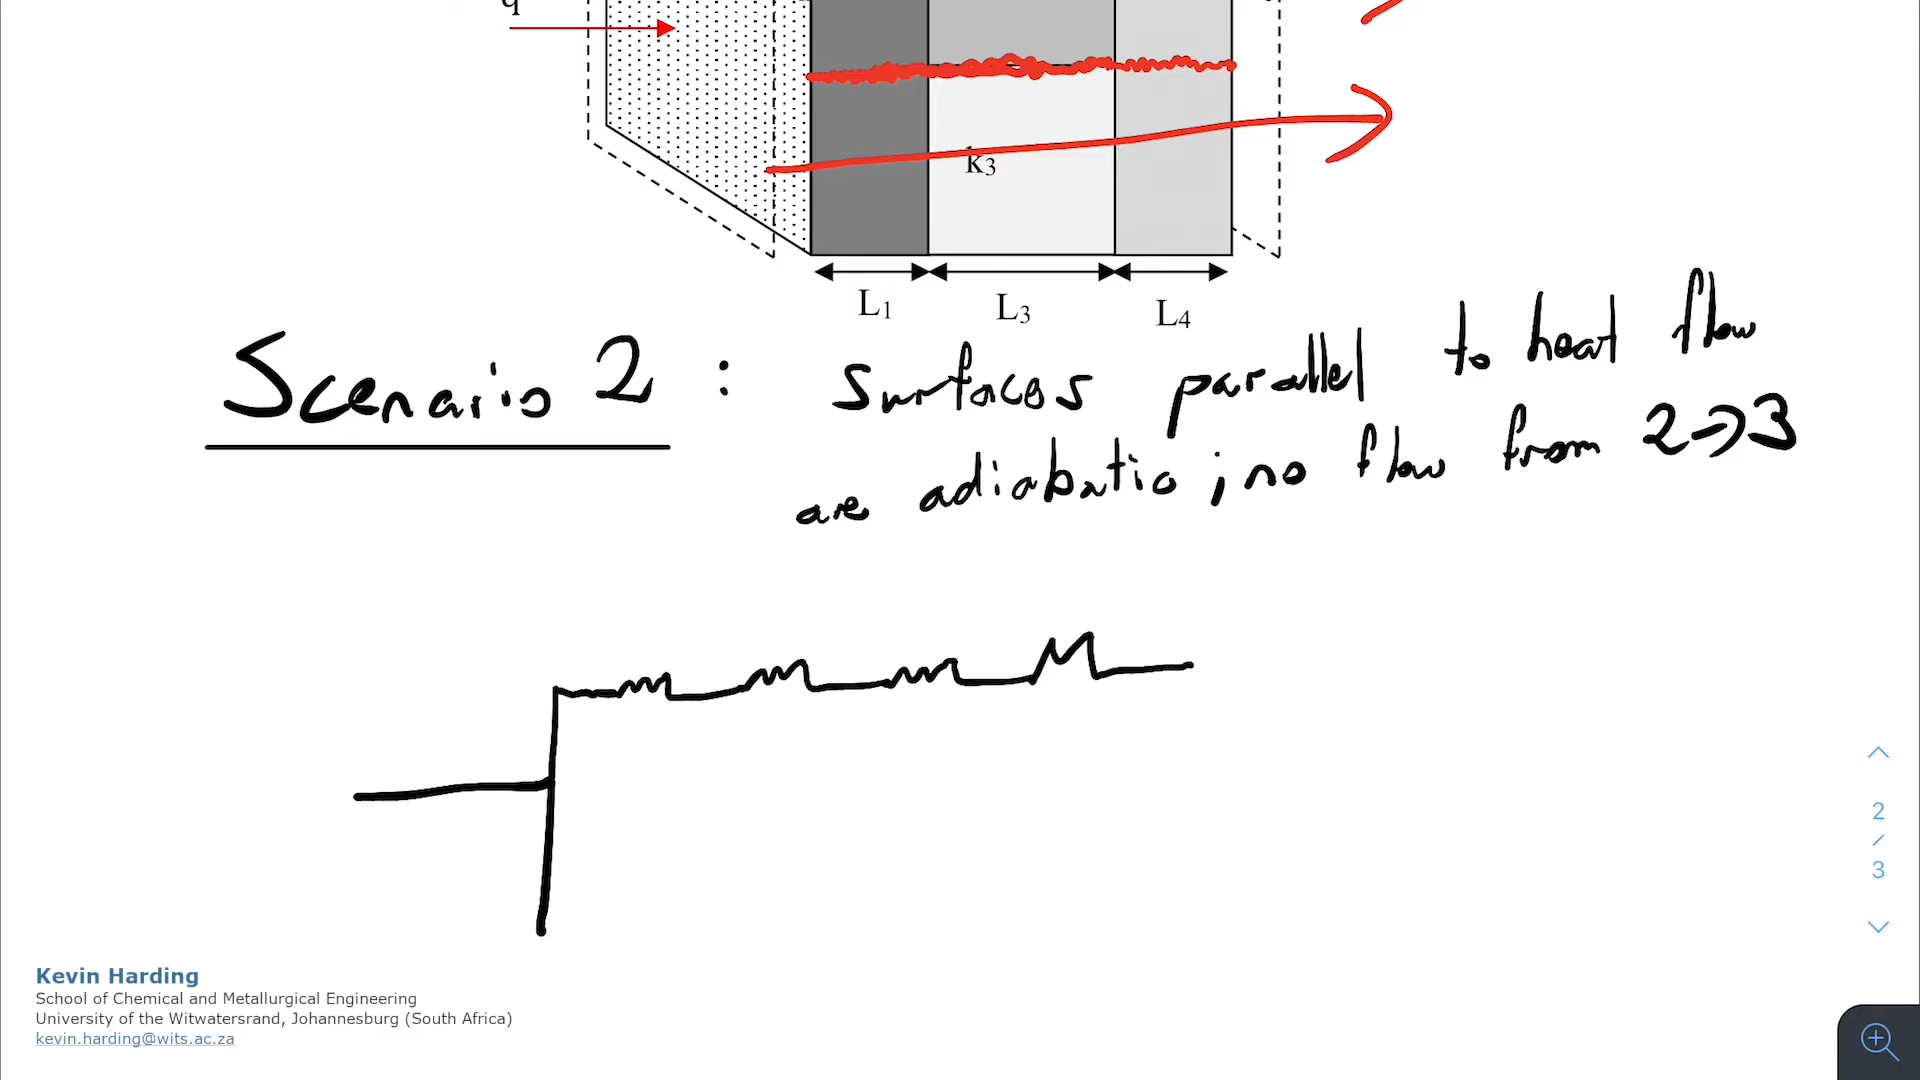 q
k3
L1 L3 L4
Scenario 2 : Surfaces parallel to heat flow
are adiabatic ; no flow from 2→3
2
/
3
Kevin Harding
School of Chemical and Metallurgical Engineering
University of the Witwatersrand, Johannesburg (South Africa)
kevin.harding@wits.ac.za